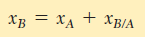 x_B = x_A + x_{B/A}